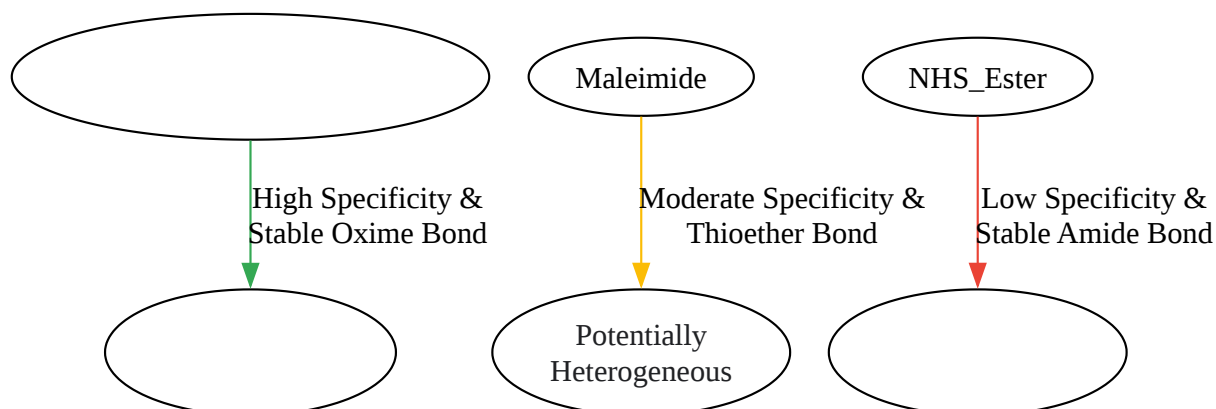 Maleimide
NHS_Ester
High Specificity &
Stable Oxime Bond
Moderate Specificity &
Thioether Bond
Low Specificity &
Stable Amide Bond
Potentially
Heterogeneous